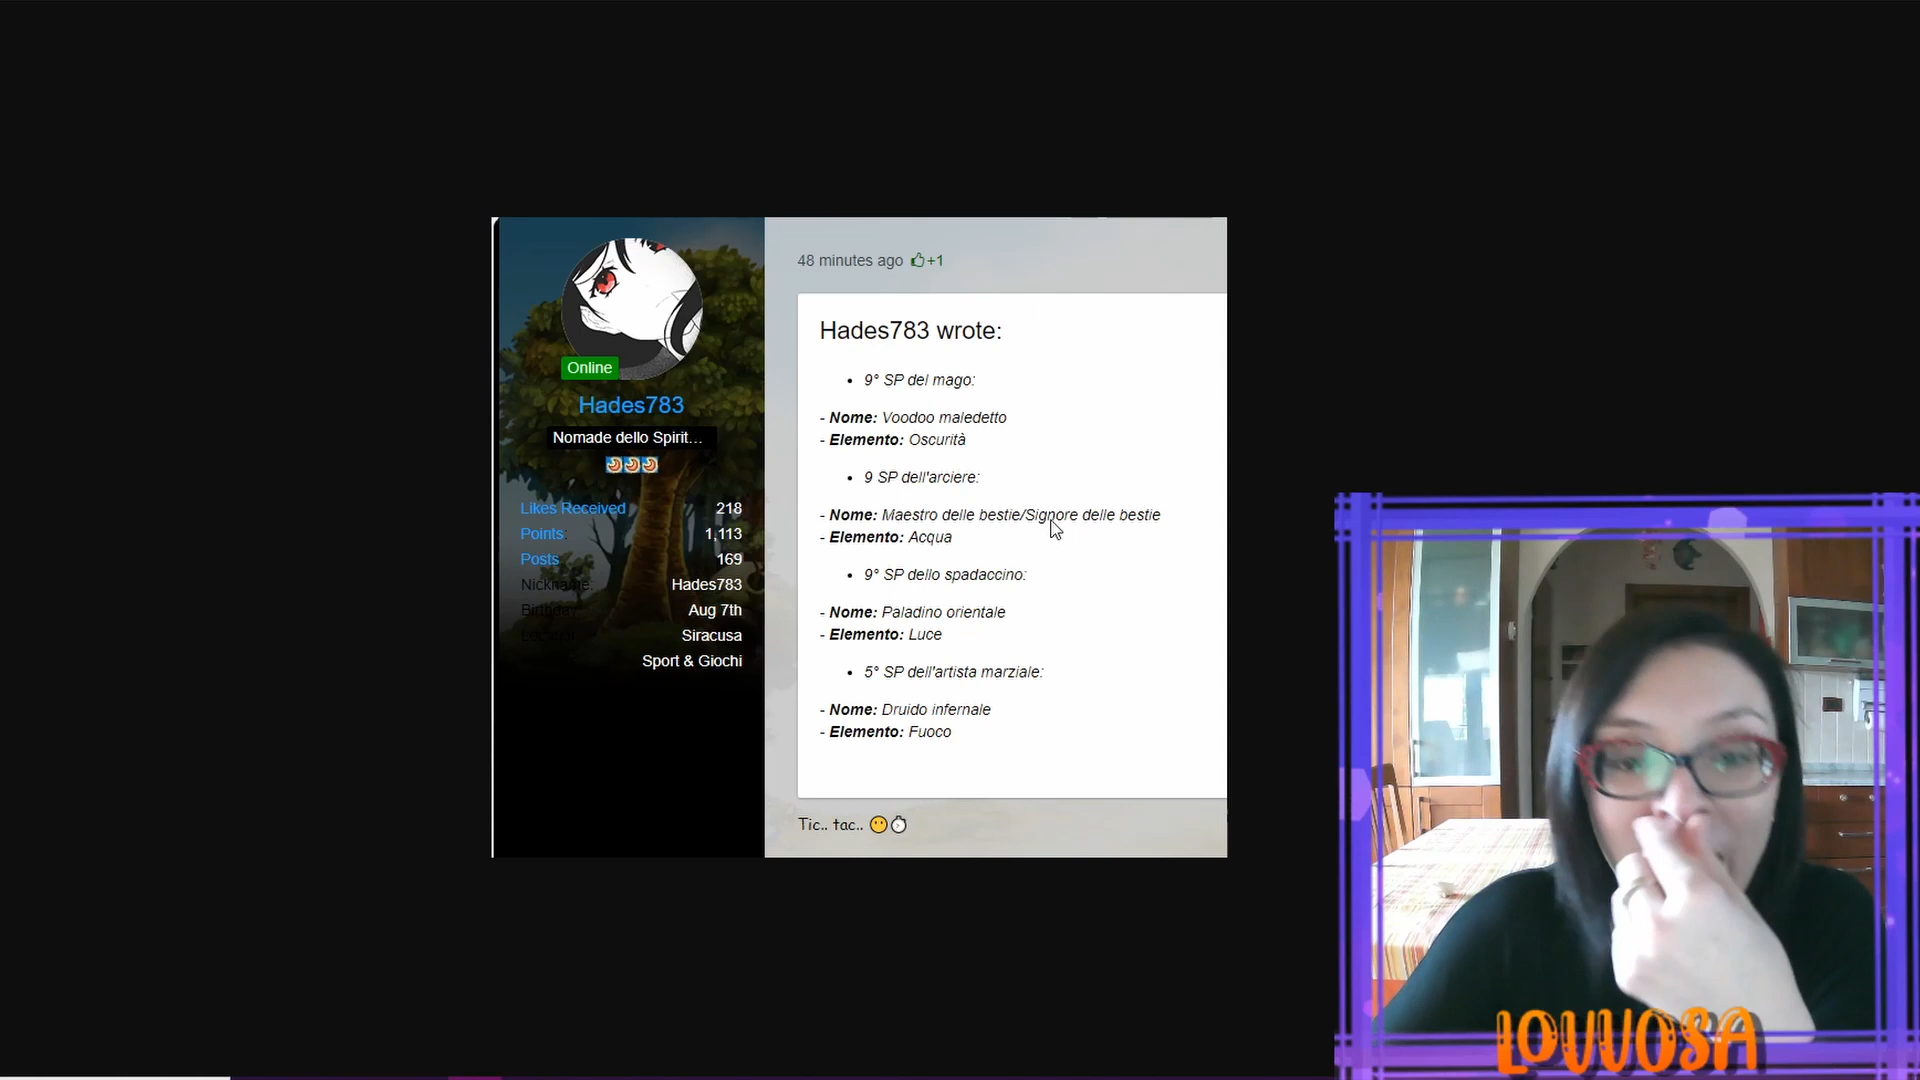 Online
Hades783
Nomade dello Spirit...
Likes Received 218
Points 1,113
Posts 169
Nickname: Hades783
Birthday Aug 7th
Siracusa
Sport & Giochi
48 minutes ago +1
Hades783 wrote:
• 9° SP del mago:
- Nome: Voodoo maledetto
- Elemento: Oscurità
• 9 SP dell'arciere:
- Nome: Maestro delle bestie/Signore delle bestie
- Elemento: Acqua
• 9° SP dello spadaccino:
- Nome: Paladino orientale
- Elemento: Luce
• 5° SP dell'artista marziale:
- Nome: Druido infernale
- Elemento: Fuoco
Tic.. tac.. 😶⏱
LOVVOSA